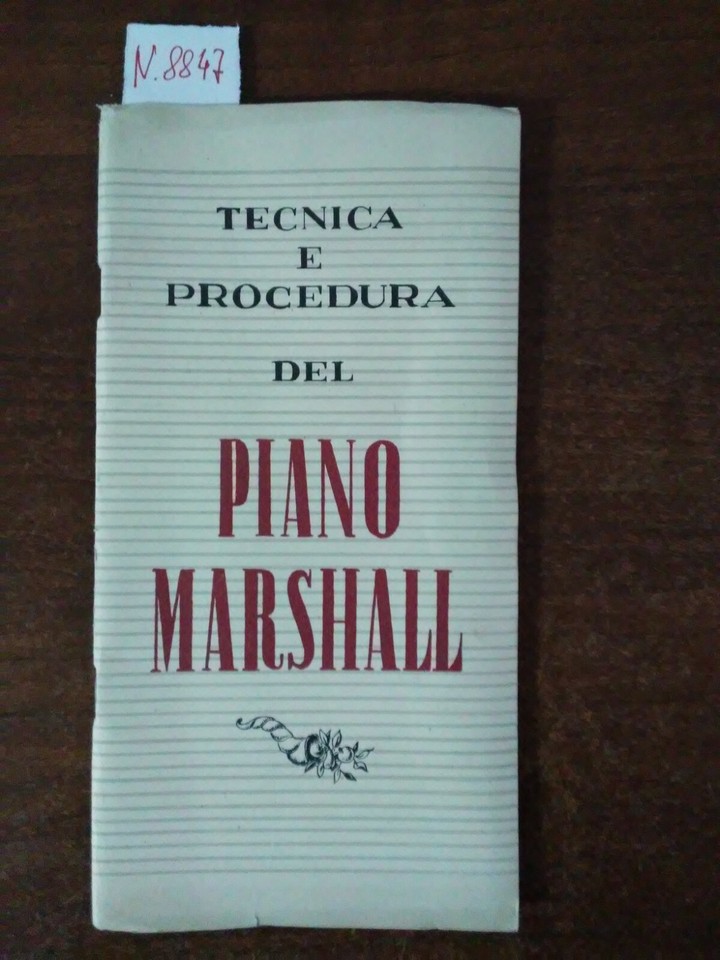 N. 8847
TECNICA
E
PROCEDURA
DEL
PIANO
MARSHALL